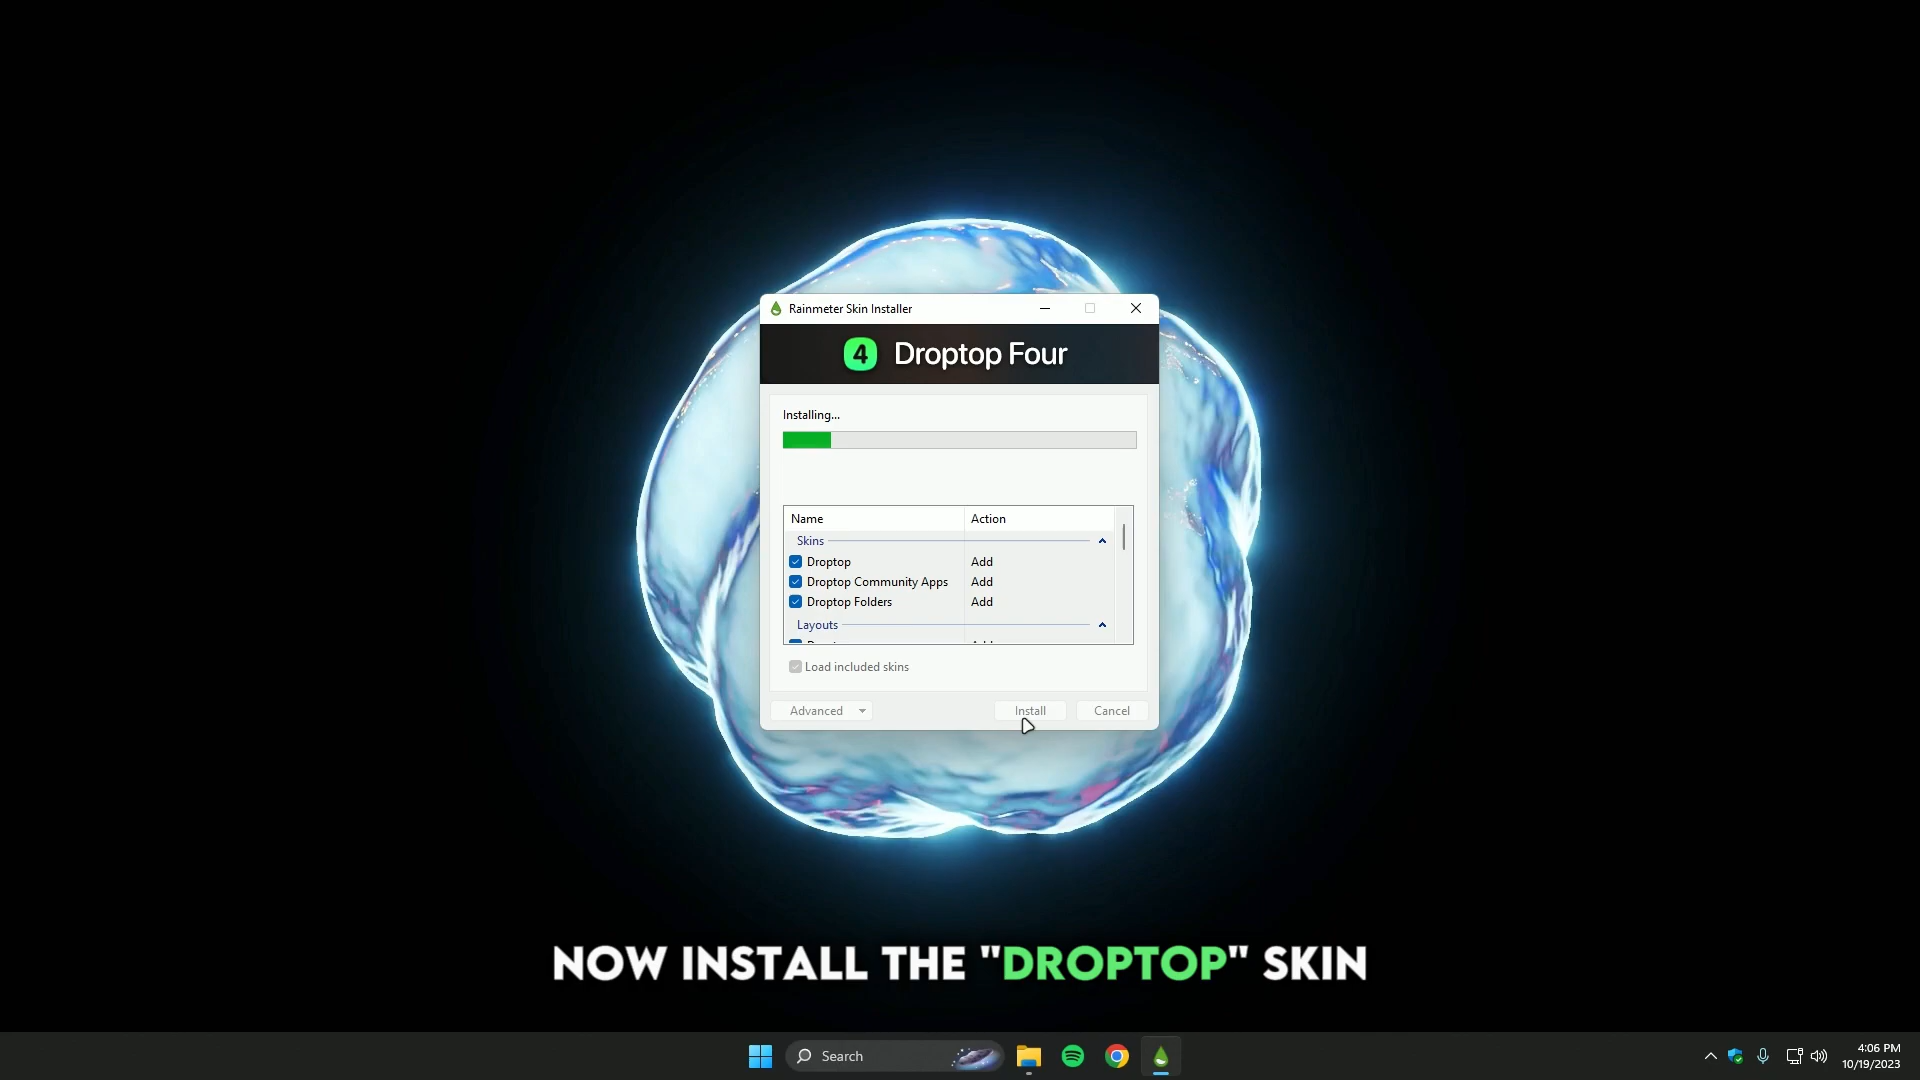 Rainmeter Skin Installer
4 Droptop Four
Installing...
Name Action
Skins
Droptop Add
Droptop Community Apps Add
Droptop Folders Add
Layouts
Load included skins
Advanced Install Cancel
NOW INSTALL THE "DROPTOP" SKIN
Search
4:06 PM
10/19/2023